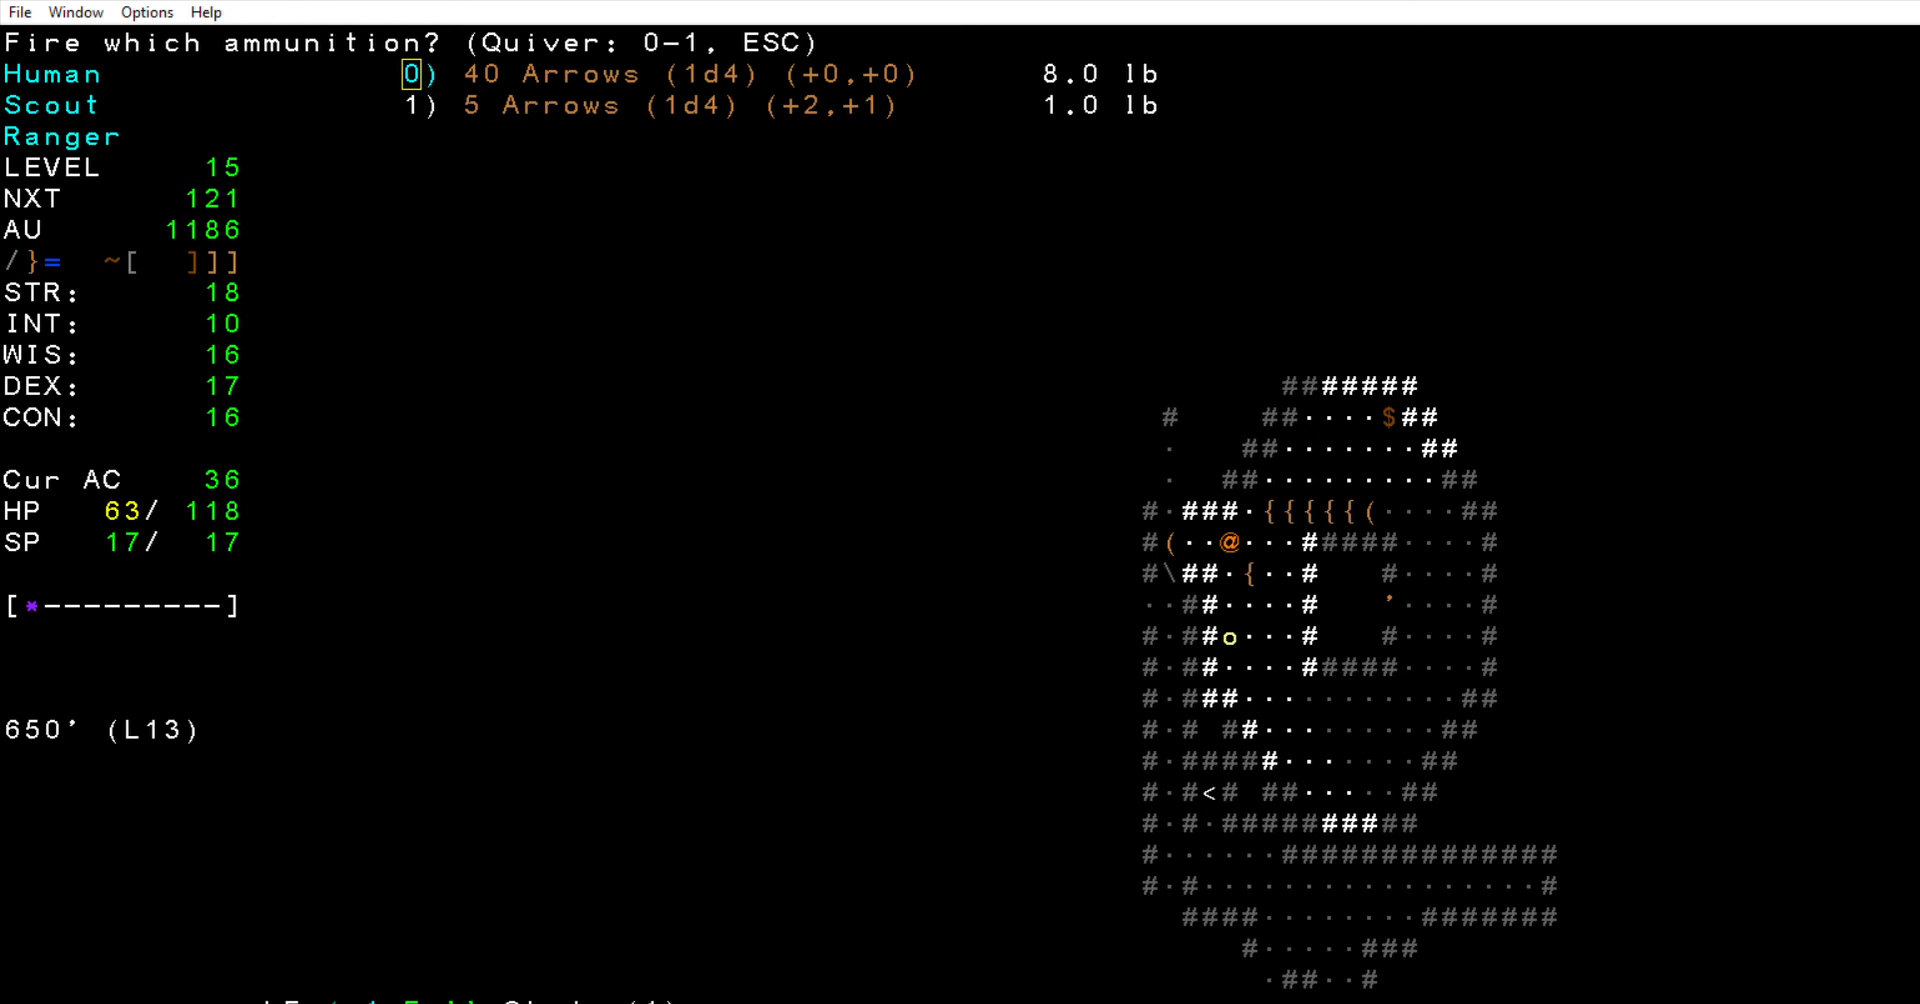 File Window Options Help
Fire which ammunition? (Quiver: 0-1, ESC)
Human 0) 40 Arrows (1d4) (+0,+0) 8.0 lb
Scout 1) 5 Arrows (1d4) (+2,+1) 1.0 lb
Ranger
LEVEL 15
NXT 121
AU 1186
/}= ~[ ]]]
STR: 18
INT: 10
WIS: 16
DEX: 17
########
CON: 16 # ##....$##
. ##.......##
Cur AC 36 . ##.........##
HP 63/ 118 #.###.{{{{{(....##
SP 17/ 17 #(..@...#####....#
#\##.{..# #....#
[*---------] ..##....# '....#
#.##o...# #....#
#.##....#####....#
#.###...........##
650' (L13) #.# ##.........##
#.#####.......##
#.#<# ##.....##
#.#.##########
#......##############
#.#.................#
####........#######
#.....###
.##..#